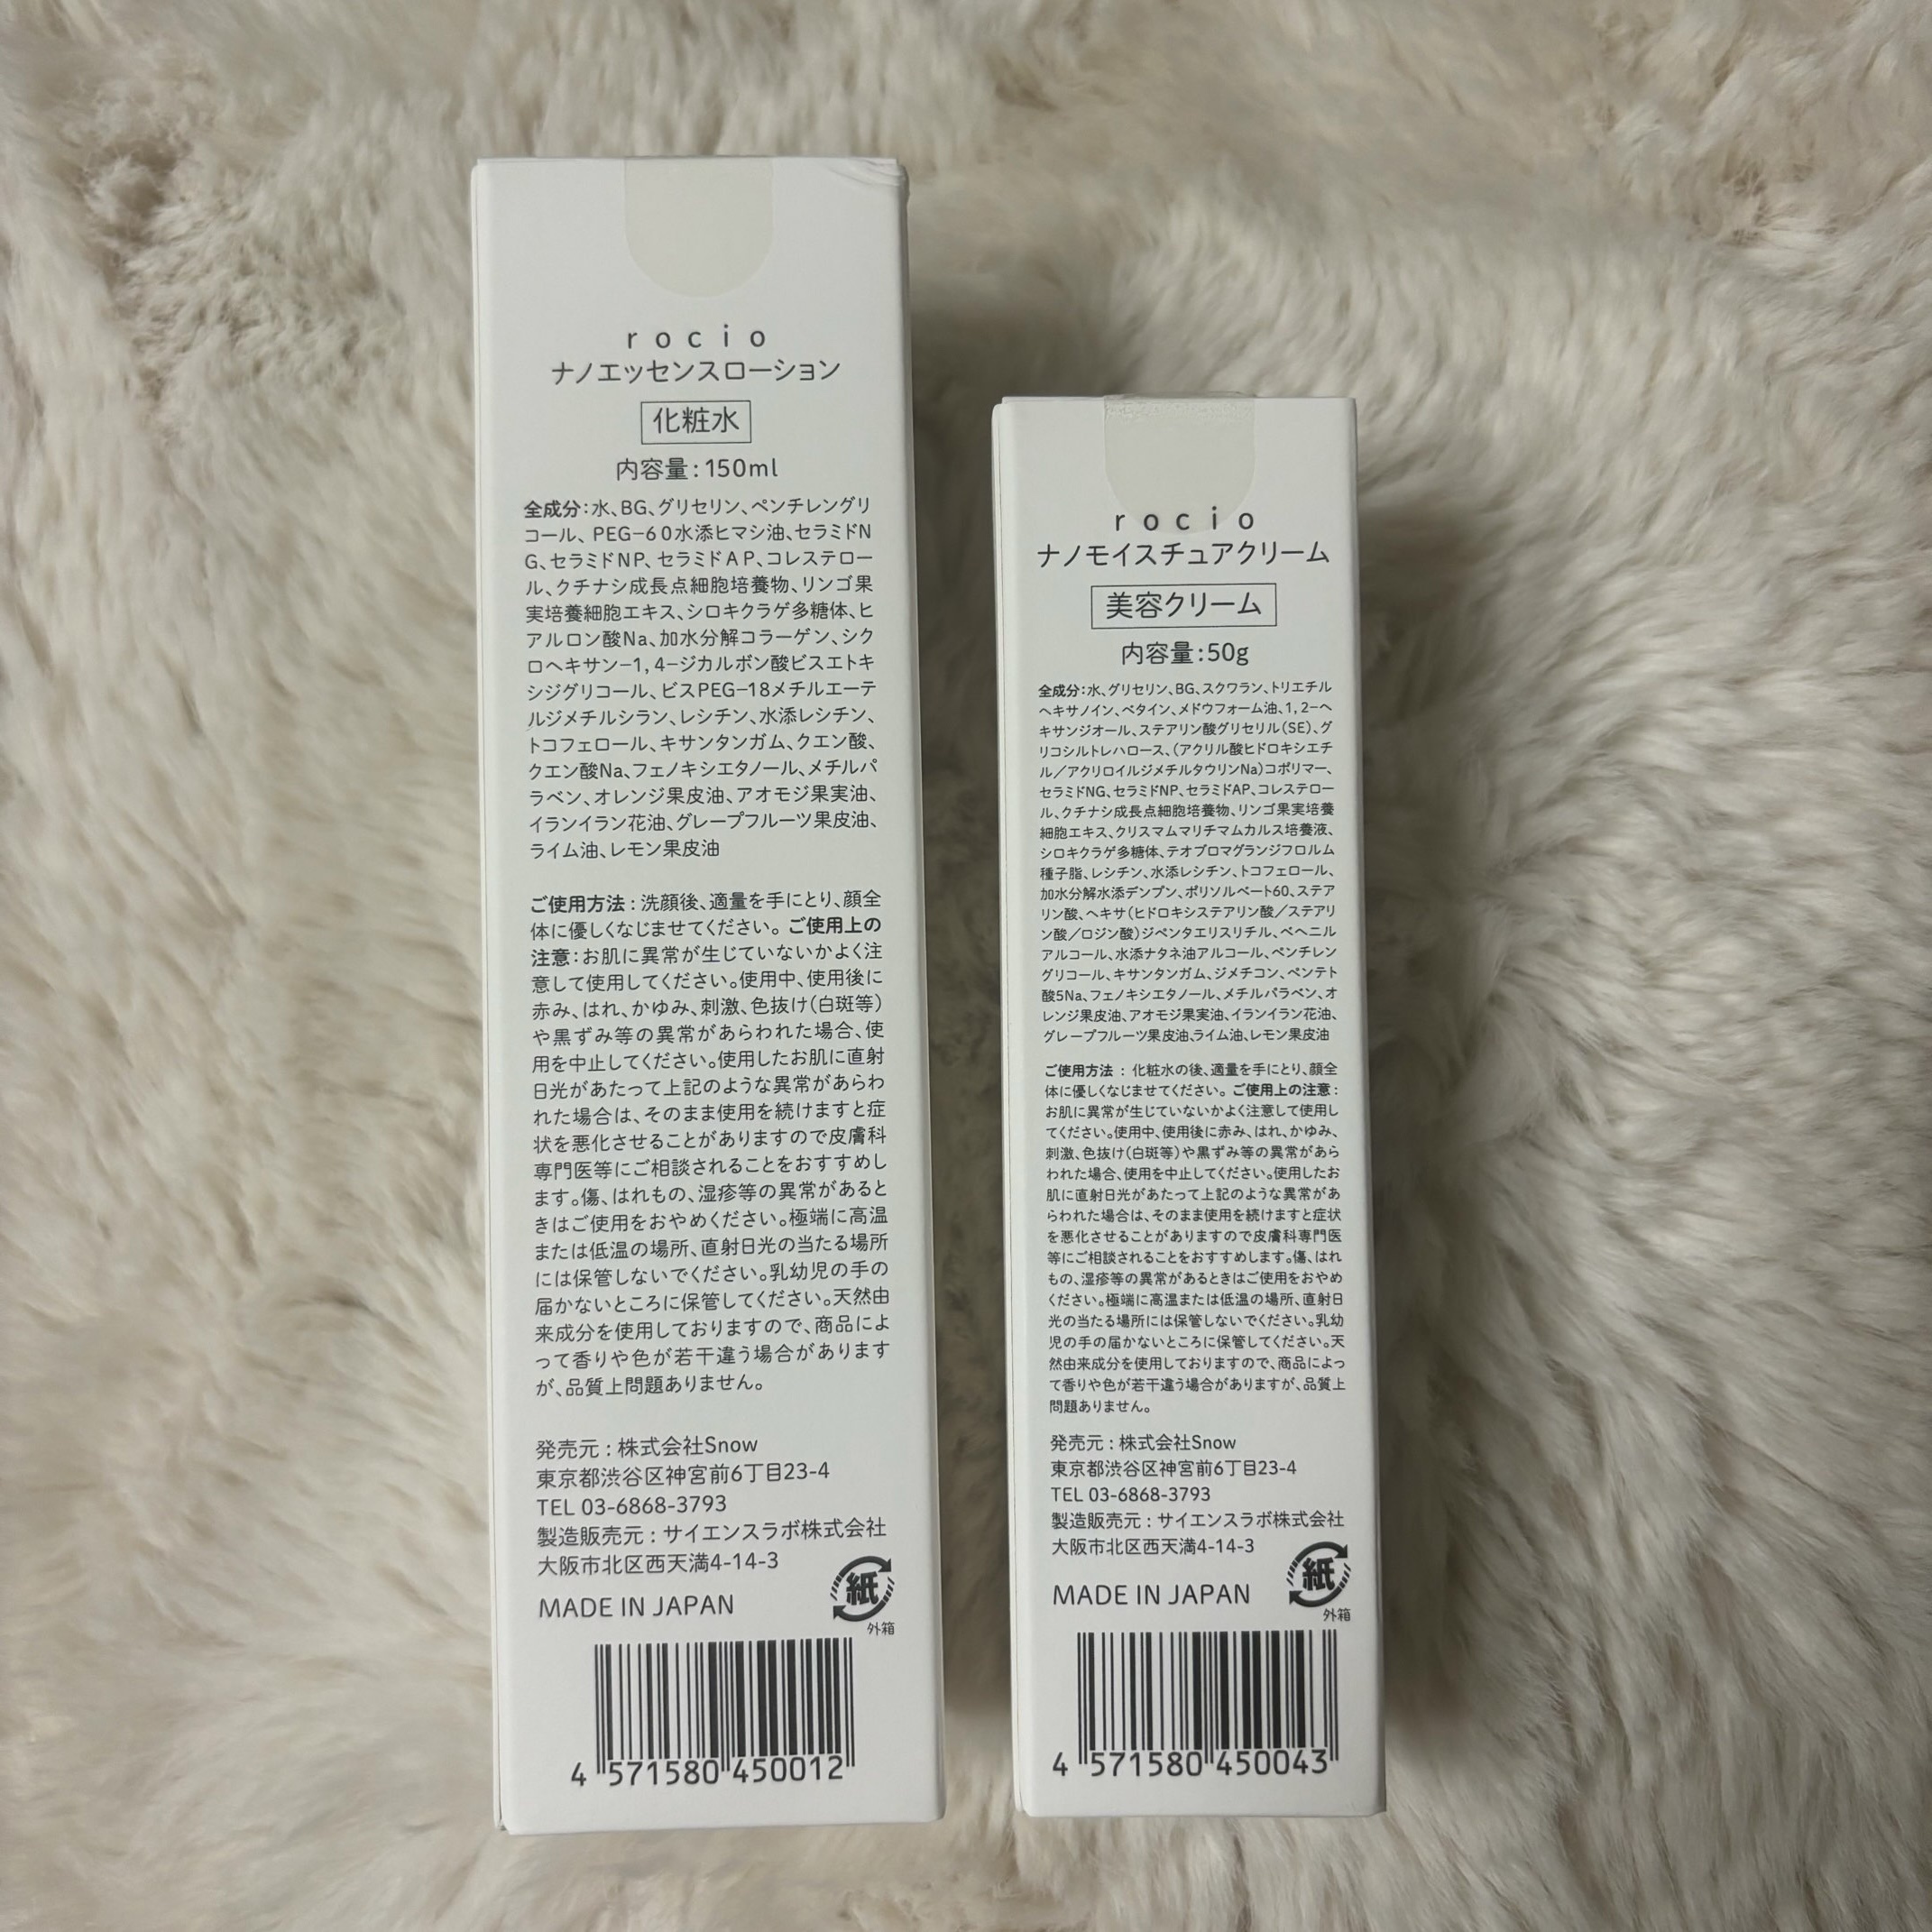 rocio
ナノエッセンスローション
化粧水
内容量:150ml
全成分:水、BG、グリセリン、ペンチレングリ
コール、PEG-60水添ヒマシ油、セラミドN
G、セラミドNP、セラミドAP、コレステロー
ル、クチナシ成長点細胞培養物、リンゴ果
実培養細胞エキス、シロキクラゲ多糖体、ヒ
アルロン酸Na、加水分解コラーゲン、シク
ロヘキサン-1,4-ジカルボン酸ビスエトキ
シジグリコール、ビスPEG-18メチルエーテ
ルジメチルシラン、レシチン、水添レシチン、
トコフェロール、キサンタンガム、クエン酸、
クエン酸Na、フェノキシエタノール、メチルパ
ラベン、オレンジ果皮油、アオモジ果実油、
イランイラン花油、グレープフルーツ果皮油、
ライム油、レモン果皮油
ご使用方法:洗顔後、適量を手にとり、顔全
体に優しくなじませてください。ご使用上の
注意:お肌に異常が生じていないかよく注
意して使用してください。使用中、使用後に
赤み、はれ、かゆみ、刺激、色抜け(白斑等)
や黒ずみ等の異常があらわれた場合、使
用を中止してください。使用したお肌に直射
日光があたって上記のような異常があらわ
れた場合は、そのまま使用を続けますと症
状を悪化させることがありますので皮膚科
専門医等にご相談されることをおすすめし
ます。傷、はれもの、湿疹等の異常があると
きはご使用をおやめください。極端に高温
または低温の場所、直射日光の当たる場所
には保管しないでください。乳幼児の手の
届かないところに保管してください。天然由
来成分を使用しておりますので、商品によ
って香りや色が若干違う場合があります
が、品質上問題ありません。
発売元:株式会社Snow
東京都渋谷区神宮前6丁目23-4
TEL 03-6868-3793
製造販売元:サイエンスラボ株式会社
大阪市北区西天満4-14-3
MADE IN JAPAN
紙
外箱
4 571580 450012
rocio
ナノモイスチュアクリーム
美容クリーム
内容量:50g
全成分:水、グリセリン、BG、スクワラン、トリエチル
ヘキサノイン、ベタイン、メドウフォーム油、1,2-ヘ
キサンジオール、ステアリン酸グリセリル(SE)、グ
リコシルトレハロース、(アクリル酸ヒドロキシエチ
ル/アクリロイルジメチルタウリンNa)コポリマー、
セラミドNG、セラミドNP、セラミドAP、コレステロー
ル、クチナシ成長点細胞培養物、リンゴ果実培養
細胞エキス、クリスマムマリチマムカルス培養液、
シロキクラゲ多糖体、テオブロマグランジフロルム
種子脂、レシチン、水添レシチン、トコフェロール、
加水分解水添デンプン、ポリソルベート60、ステア
リン酸、ヘキサ(ヒドロキシステアリン酸/ステアリ
ン酸/ロジン酸)ジペンタエリスリチル、ベヘニル
アルコール、水添ナタネ油アルコール、ペンチレン
グリコール、キサンタンガム、ジメチコン、ペンテト
酸5Na、フェノキシエタノール、メチルパラベン、オ
レンジ果皮油、アオモジ果実油、イランイラン花油、
グレープフルーツ果皮油、ライム油、レモン果皮油
ご使用方法:化粧水の後、適量を手にとり、顔全
体に優しくなじませてください。ご使用上の注意:
お肌に異常が生じていないかよく注意して使用し
てください。使用中、使用後に赤み、はれ、かゆみ、
刺激、色抜け(白斑等)や黒ずみ等の異常があら
われた場合、使用を中止してください。使用したお
肌に直射日光があたって上記のような異常があ
らわれた場合は、そのまま使用を続けますと症状
を悪化させることがありますので皮膚科専門医
等にご相談されることをおすすめします。傷、はれ
もの、湿疹等の異常があるときはご使用をおやめ
ください。極端に高温または低温の場所、直射日
光の当たる場所には保管しないでください。乳幼
児の手の届かないところに保管してください。天
然由来成分を使用しておりますので、商品によっ
て香りや色が若干違う場合がありますが、品質上
問題ありません。
発売元:株式会社Snow
東京都渋谷区神宮前6丁目23-4
TEL 03-6868-3793
製造販売元:サイエンスラボ株式会社
大阪市北区西天満4-14-3
MADE IN JAPAN
紙
外箱
4 571580 450043